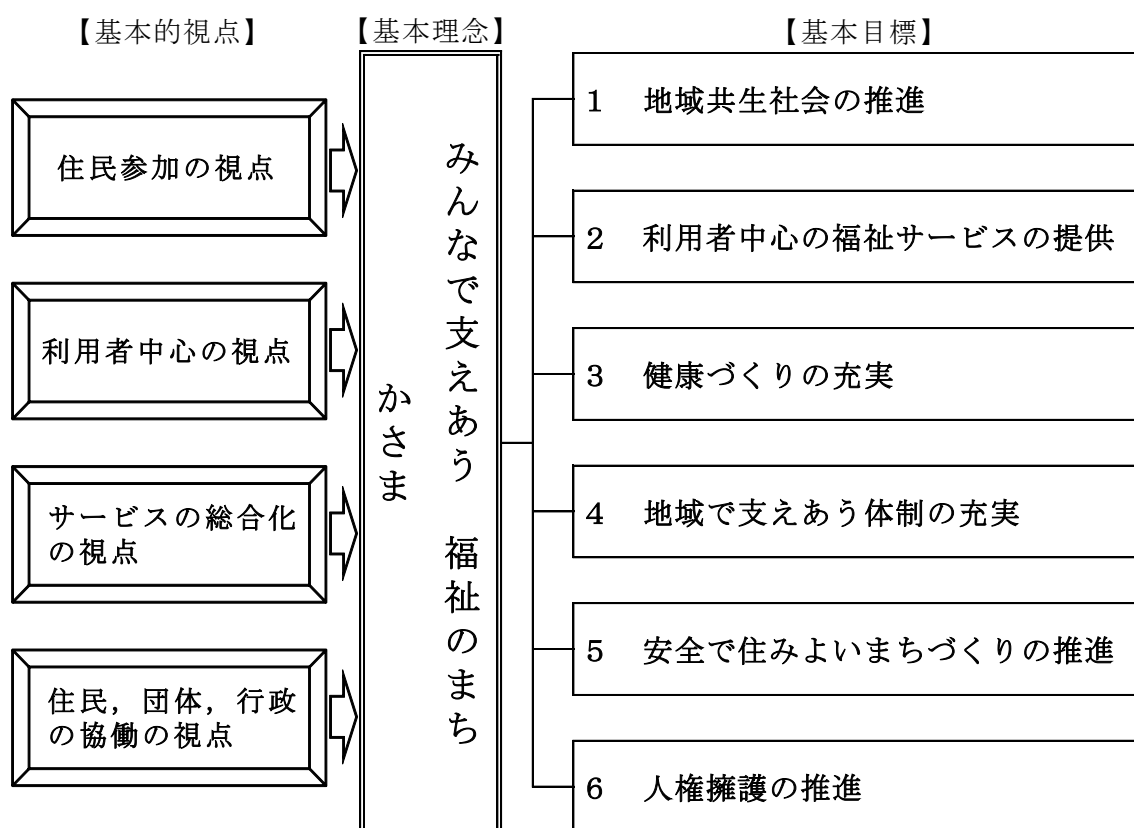 【基本的視点】
【基本理念】
【基本目標】
住民参加の視点
利用者中心の視点
サービスの総合化
の視点
住民，団体，行政
の協働の視点
みんなで支えあう　福祉のまち
かさま
1　地域共生社会の推進
2　利用者中心の福祉サービスの提供
3　健康づくりの充実
4　地域で支えあう体制の充実
5　安全で住みよいまちづくりの推進
6　人権擁護の推進